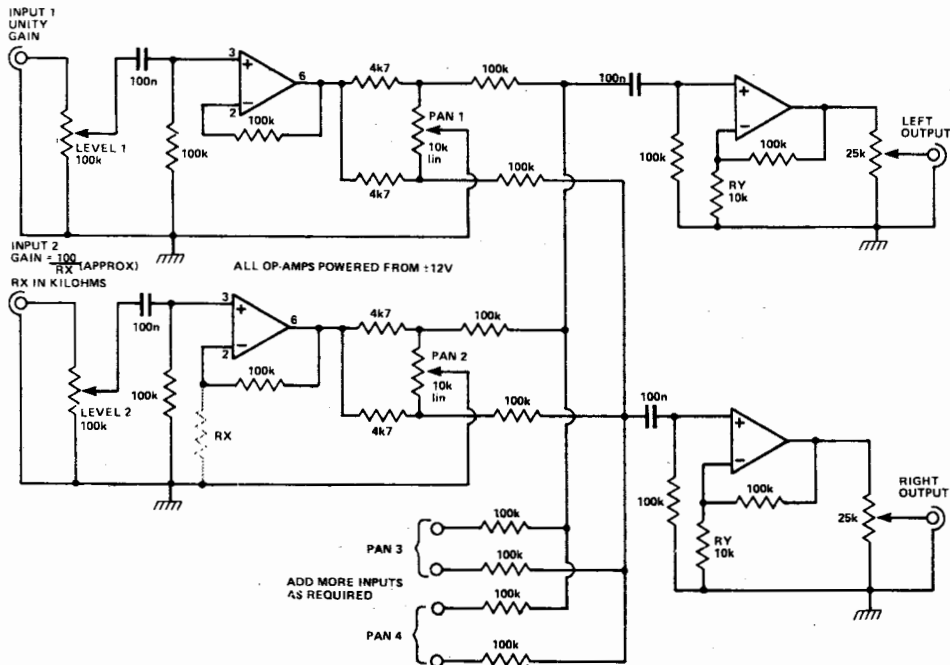 INPUT 1
UNITY
GAIN
100n
LEVEL 1
100k
100k
3
2
6
100k
4k7
4k7
PAN 1
10k
lin
100k
100k
100n
100k
RY
10k
100k
25k
LEFT
OUTPUT
INPUT 2
GAIN = 100
RX (APPROX)
RX IN KILOHMS
ALL OP-AMPS POWERED FROM ±12V
100n
LEVEL 2
100k
100k
3
2
6
100k
RX
4k7
4k7
PAN 2
10k
lin
100k
100k
100n
100k
RY
10k
100k
25k
RIGHT
OUTPUT
PAN 3
100k
100k
ADD MORE INPUTS
AS REQUIRED
PAN 4
100k
100k